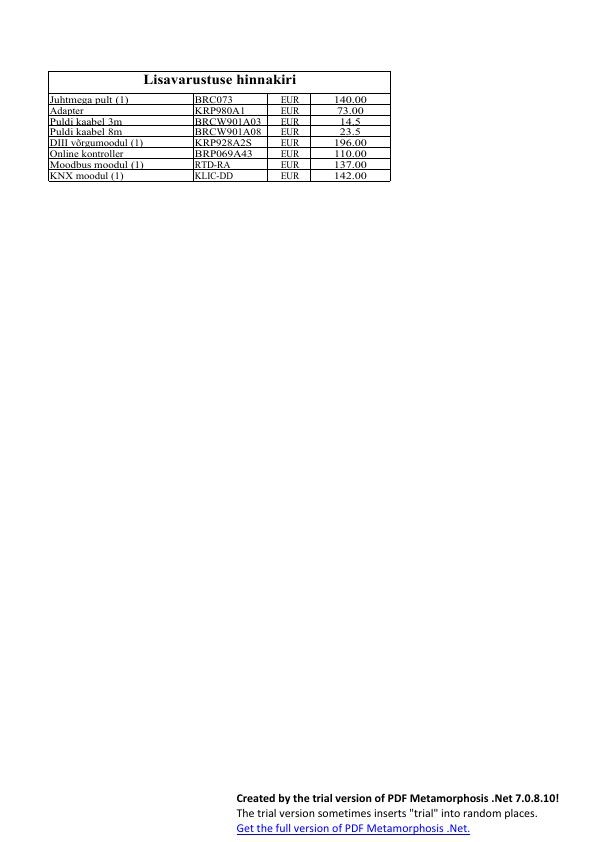 Lisavarustuse hinnakiri
Juhtmega pult (1) BRC073 EUR 140.00
Adapter KRP980A1 EUR 73.00
Puldi kaabel 3m BRCW901A03 EUR 14.5
Puldi kaabel 8m BRCW901A08 EUR 23.5
DIII võrgumoodul (1) KRP928A2S EUR 196.00
Online kontroller BRP069A43 EUR 110.00
Moodbus moodul (1) RTD-RA EUR 137.00
KNX moodul (1) KLIC-DD EUR 142.00
Created by the trial version of PDF Metamorphosis .Net 7.0.8.10!
The trial version sometimes inserts "trial" into random places.
Get the full version of PDF Metamorphosis .Net.